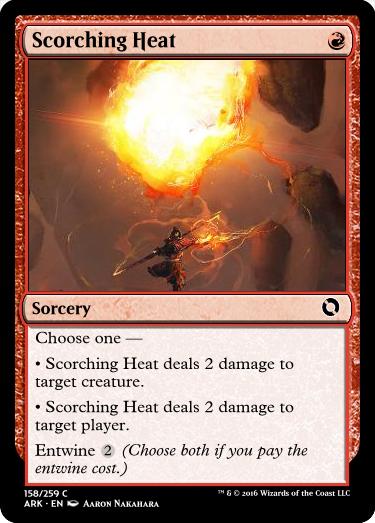 Scorching Heat
Sorcery
Choose one —
• Scorching Heat deals 2 damage to
target creature.
• Scorching Heat deals 2 damage to
target player.
Entwine 2 (Choose both if you pay the
entwine cost.)
158/259 C
ARK • EN Aaron Nakahara
™ & © 2016 Wizards of the Coast LLC